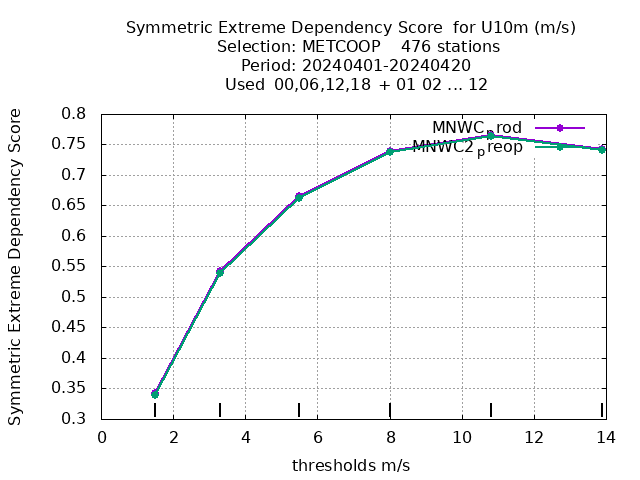 Symmetric Extreme Dependency Score for U10m (m/s)
Selection: METCOOP 476 stations
Period: 20240401-20240420
Used 00,06,12,18 + 01 02 ... 12
MNWC_prod
MNWC2_preop
Symmetric Extreme Dependency Score
0.8
0.75
0.7
0.65
0.6
0.55
0.5
0.45
0.4
0.35
0.3
0 2 4 6 8 10 12 14
thresholds m/s